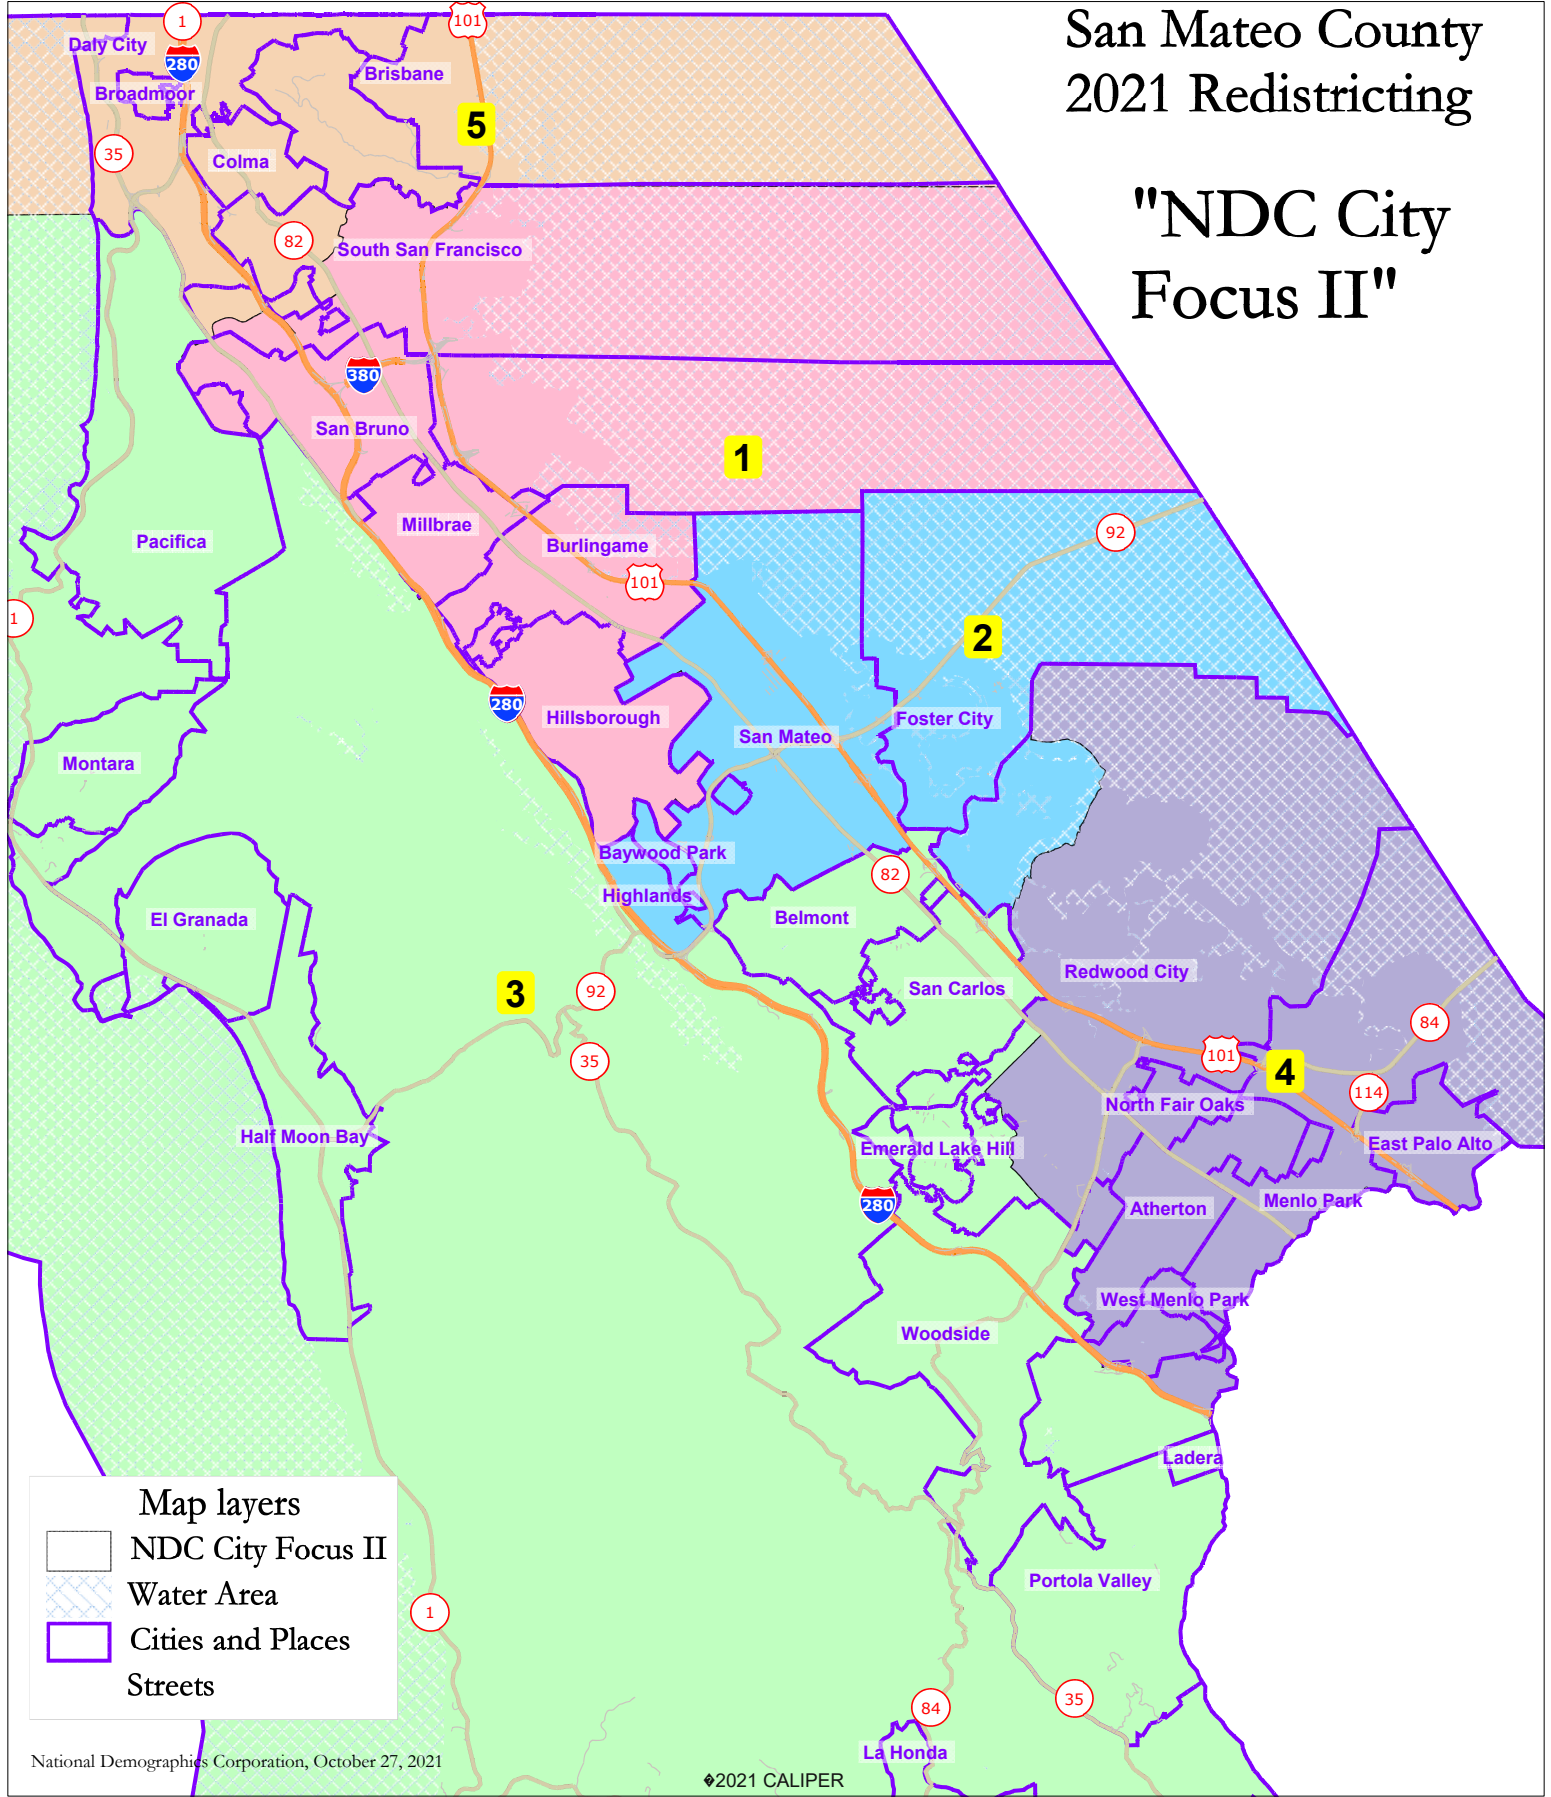 San Mateo County
2021 Redistricting
"NDC City
Focus II"
1
101
Daly City
280
Brisbane
Broadmoor
5
35
Colma
82
South San Francisco
380
San Bruno
1
Millbrae
92
Pacifica
Burlingame
101
1
2
280
Hillsborough
Foster City
San Mateo
Montara
Baywood Park
82
Highlands
El Granada
Belmont
Redwood City
3
92
San Carlos
84
35
101
4
114
North Fair Oaks
Half Moon Bay
East Palo Alto
Emerald Lake Hill
280
Atherton
Menlo Park
West Menlo Park
Woodside
Ladera
Map layers
NDC City Focus II
Water Area
Cities and Places
Streets
Portola Valley
1
84
35
La Honda
National Demographics Corporation, October 27, 2021
�2021 CALIPER